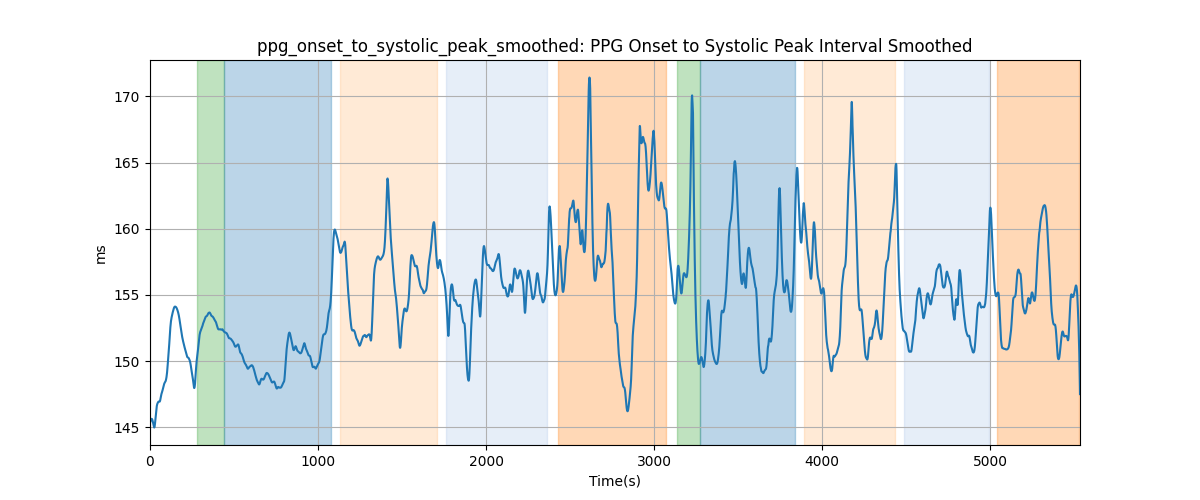 ppg_onset_to_systolic_peak_smoothed: PPG Onset to Systolic Peak Interval Smoothed
170
165
160
155
150
145
ms
0 1000 2000 3000 4000 5000
Time(s)